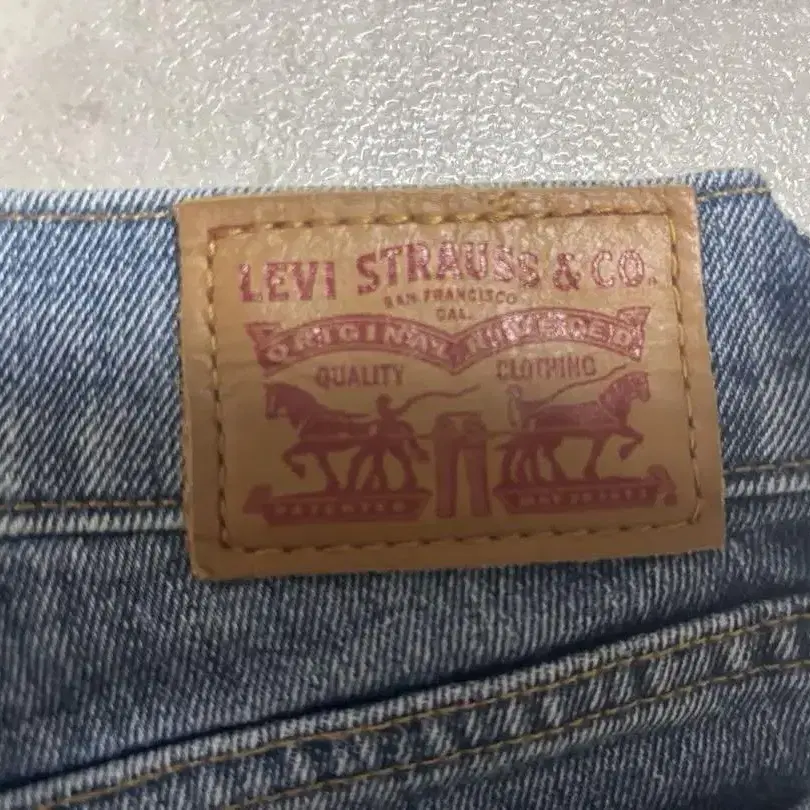 LEVI STRAUSS & CO.
SAN FRANCISCO
CAL.
ORIGINAL RIVETED
QUALITY CLOTHING
PATENTED